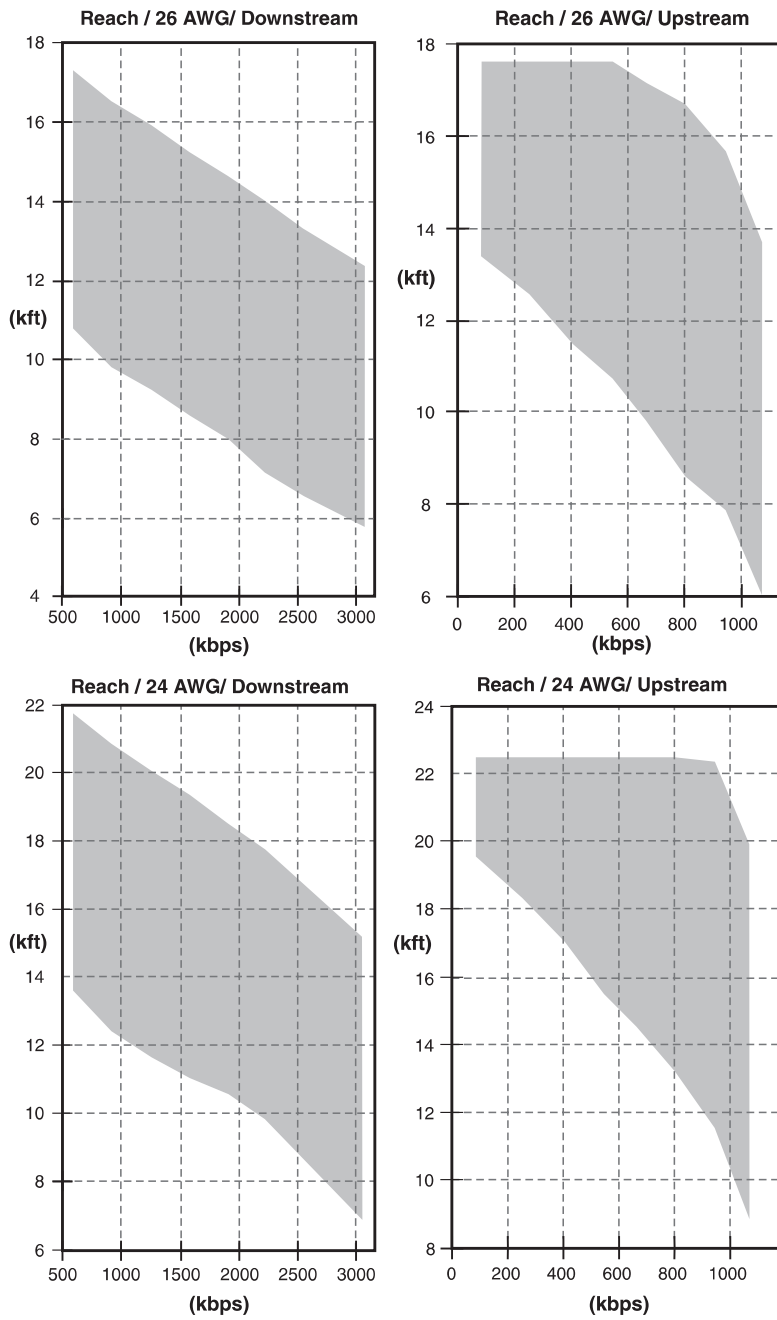 Reach / 26 AWG/ Downstream
18
16
14
12
(kft)
10
8
6
4
500 1000 1500 2000 2500 3000
(kbps)
Reach / 26 AWG/ Upstream
18
16
14
(kft)
12
10
8
6
0 200 400 600 800 1000
(kbps)
Reach / 24 AWG/ Downstream
22
20
18
16
(kft)
14
12
10
8
6
500 1000 1500 2000 2500 3000
(kbps)
Reach / 24 AWG/ Upstream
24
22
20
18
(kft)
16
14
12
10
8
0 200 400 600 800 1000
(kbps)